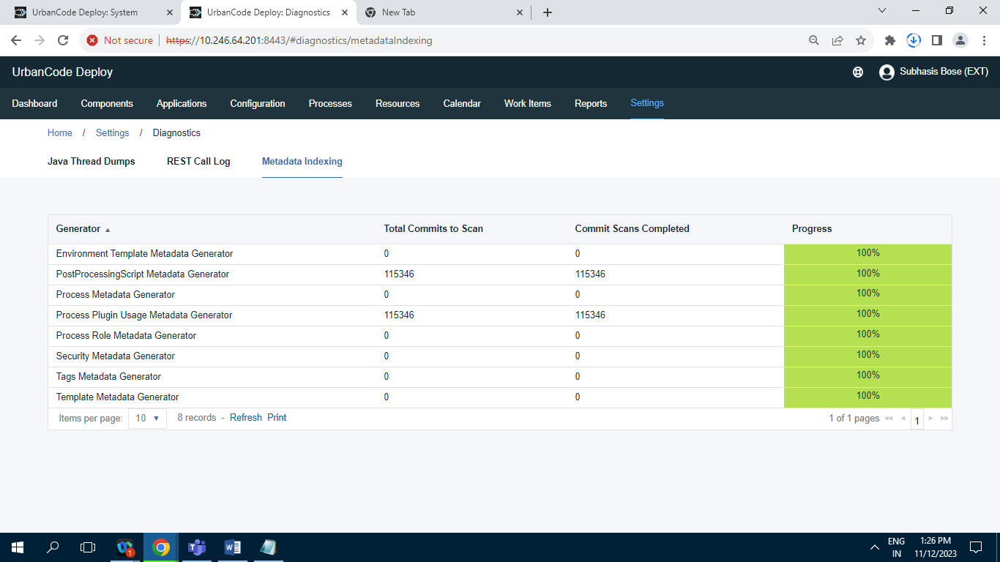 UrbanCode Deploy: System
UrbanCode Deploy: Diagnostics
New Tab
Not secure https://10.246.64.201:8443/#diagnostics/metadataIndexing
UrbanCode Deploy
Subhasis Bose (EXT)
Dashboard Components Applications Configuration Processes Resources Calendar Work Items Reports Settings
Home / Settings / Diagnostics
Java Thread Dumps REST Call Log Metadata Indexing
Generator Total Commits to Scan Commit Scans Completed Progress
Environment Template Metadata Generator 0 0 100%
PostProcessingScript Metadata Generator 115346 115346 100%
Process Metadata Generator 0 0 100%
Process Plugin Usage Metadata Generator 115346 115346 100%
Process Role Metadata Generator 0 0 100%
Security Metadata Generator 0 0 100%
Tags Metadata Generator 0 0 100%
Template Metadata Generator 0 0 100%
Items per page: 10 8 records - Refresh Print 1 of 1 pages 1
1
ENG 1:26 PM
IN 11/12/2023